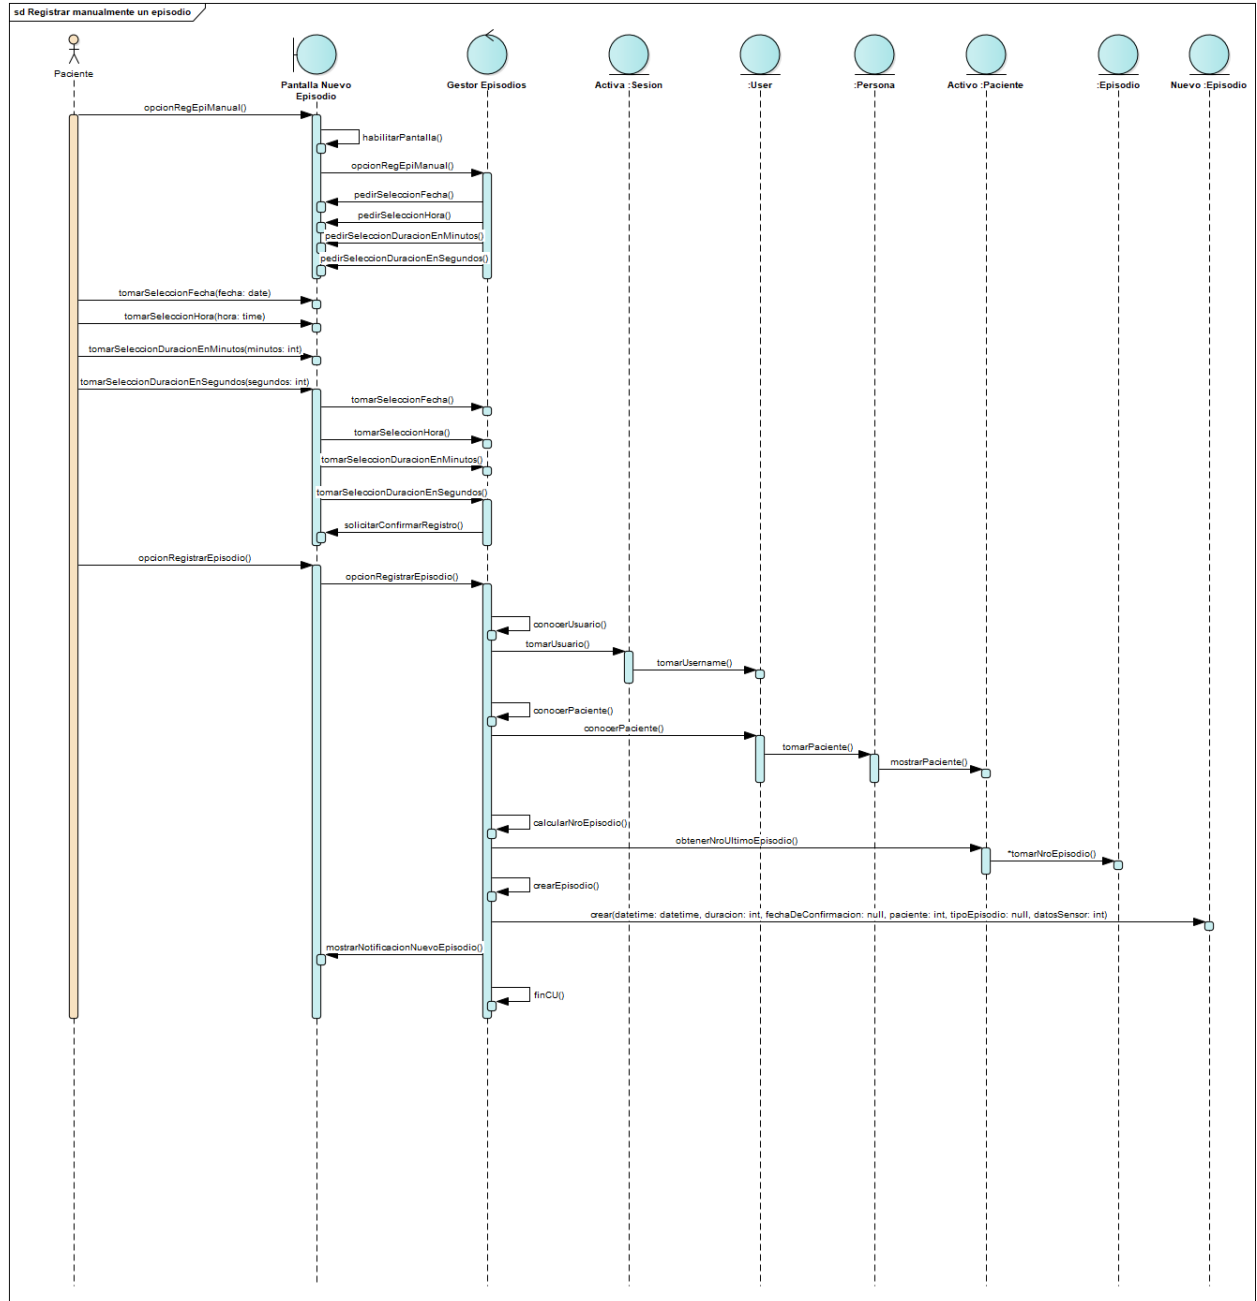 sd Registrar manualmente un episodio
Paciente
Pantalla Nuevo
Episodio
Gestor Episodios
Activa :Sesion
:User
:Persona
Activo :Paciente
:Episodio
Nuevo :Episodio
opcionRegEpiManual()
habilitarPantalla()
opcionRegEpiManual()
pedirSeleccionFecha()
pedirSeleccionHora()
pedirSeleccionDuracionEnMinutos()
pedirSeleccionDuracionEnSegundos()
tomarSeleccionFecha(fecha: date)
tomarSeleccionHora(hora: time)
tomarSeleccionDuracionEnMinutos(minutos: int)
tomarSeleccionDuracionEnSegundos(segundos: int)
tomarSeleccionFecha()
tomarSeleccionHora()
tomarSeleccionDuracionEnMinutos()
tomarSeleccionDuracionEnSegundos()
solicitarConfirmarRegistro()
opcionRegistrarEpisodio()
opcionRegistrarEpisodio()
conocerUsuario()
tomarUsuario()
tomarUsername()
conocerPaciente()
conocerPaciente()
tomarPaciente()
mostrarPaciente()
calcularNroEpisodio()
obtenerNroUltimoEpisodio()
*tomarNroEpisodio()
crearEpisodio()
crear(datetime: datetime, duracion: int, fechaDeConfirmacion: null, paciente: int, tipoEpisodio: null, datosSensor: int)
mostrarNotificacionNuevoEpisodio()
finCU()